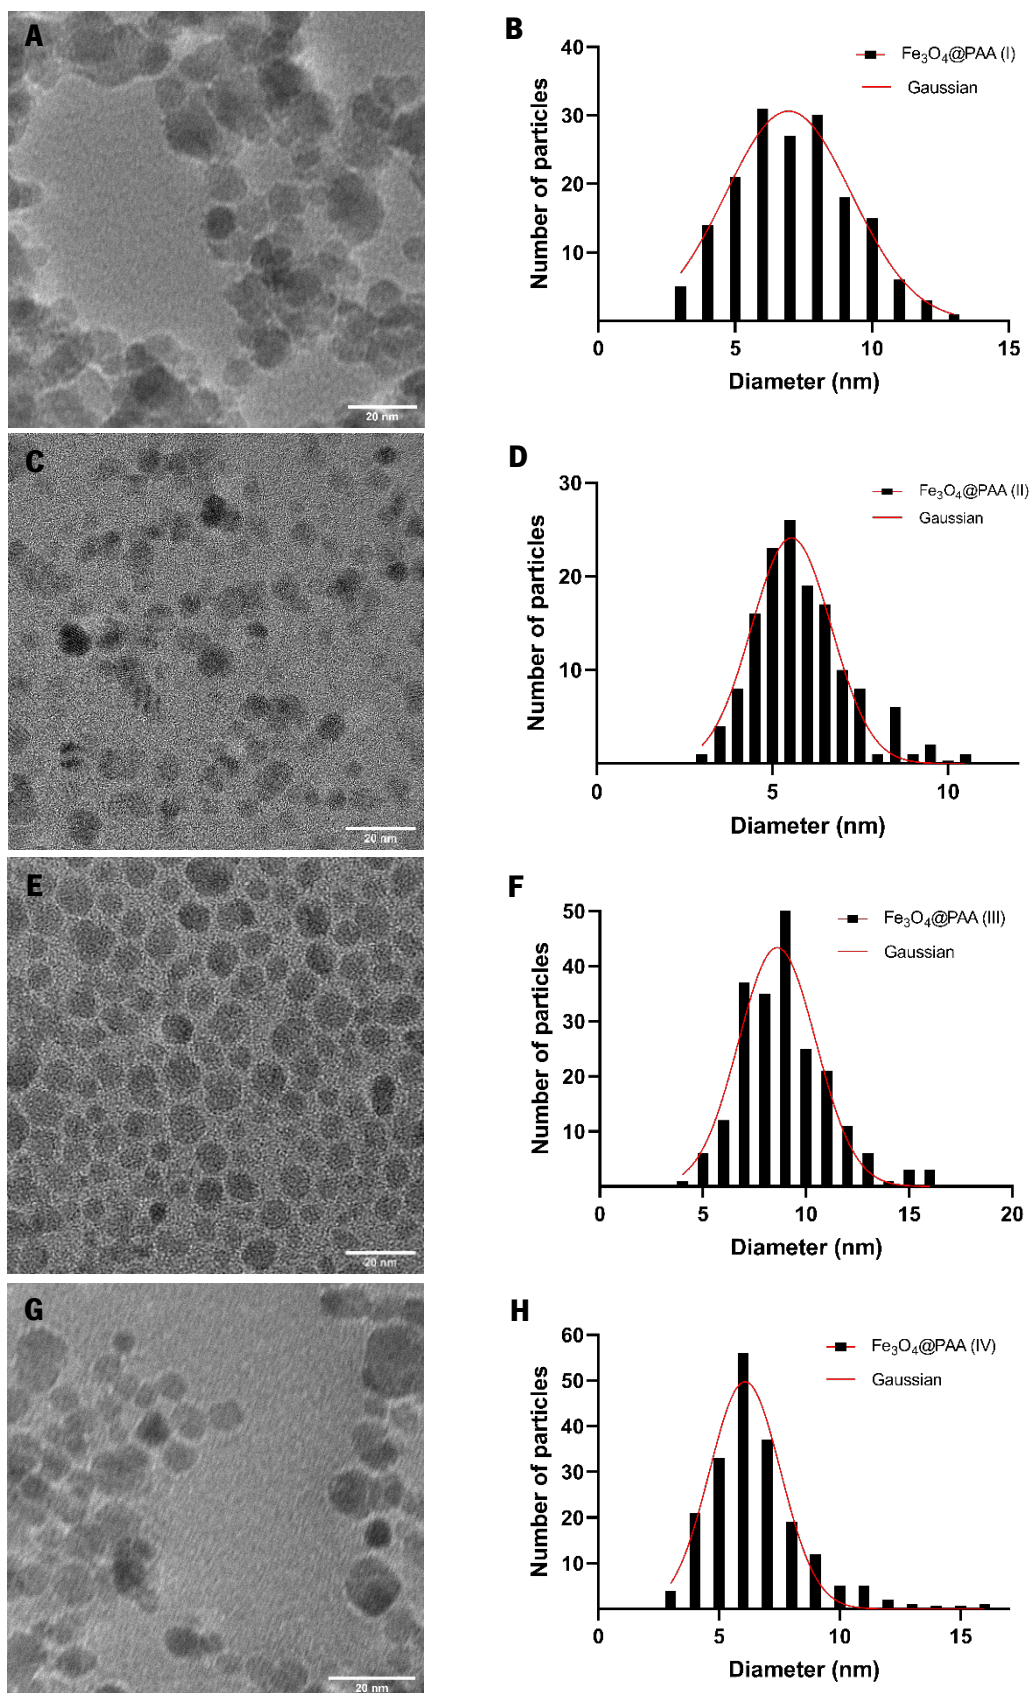 A
20 nm
B
Number of particles
40
30
20
10
0 5 10 15
Diameter (nm)
Fe₃O₄@PAA (I)
Gaussian
C
20 nm
D
Number of particles
30
20
10
0 5 10
Diameter (nm)
Fe₃O₄@PAA (II)
Gaussian
E
20 nm
F
Number of particles
50
40
30
20
10
0 5 10 15 20
Diameter (nm)
Fe₃O₄@PAA (III)
Gaussian
G
20 nm
H
Number of particles
60
50
40
30
20
10
0 5 10 15
Diameter (nm)
Fe₃O₄@PAA (IV)
Gaussian